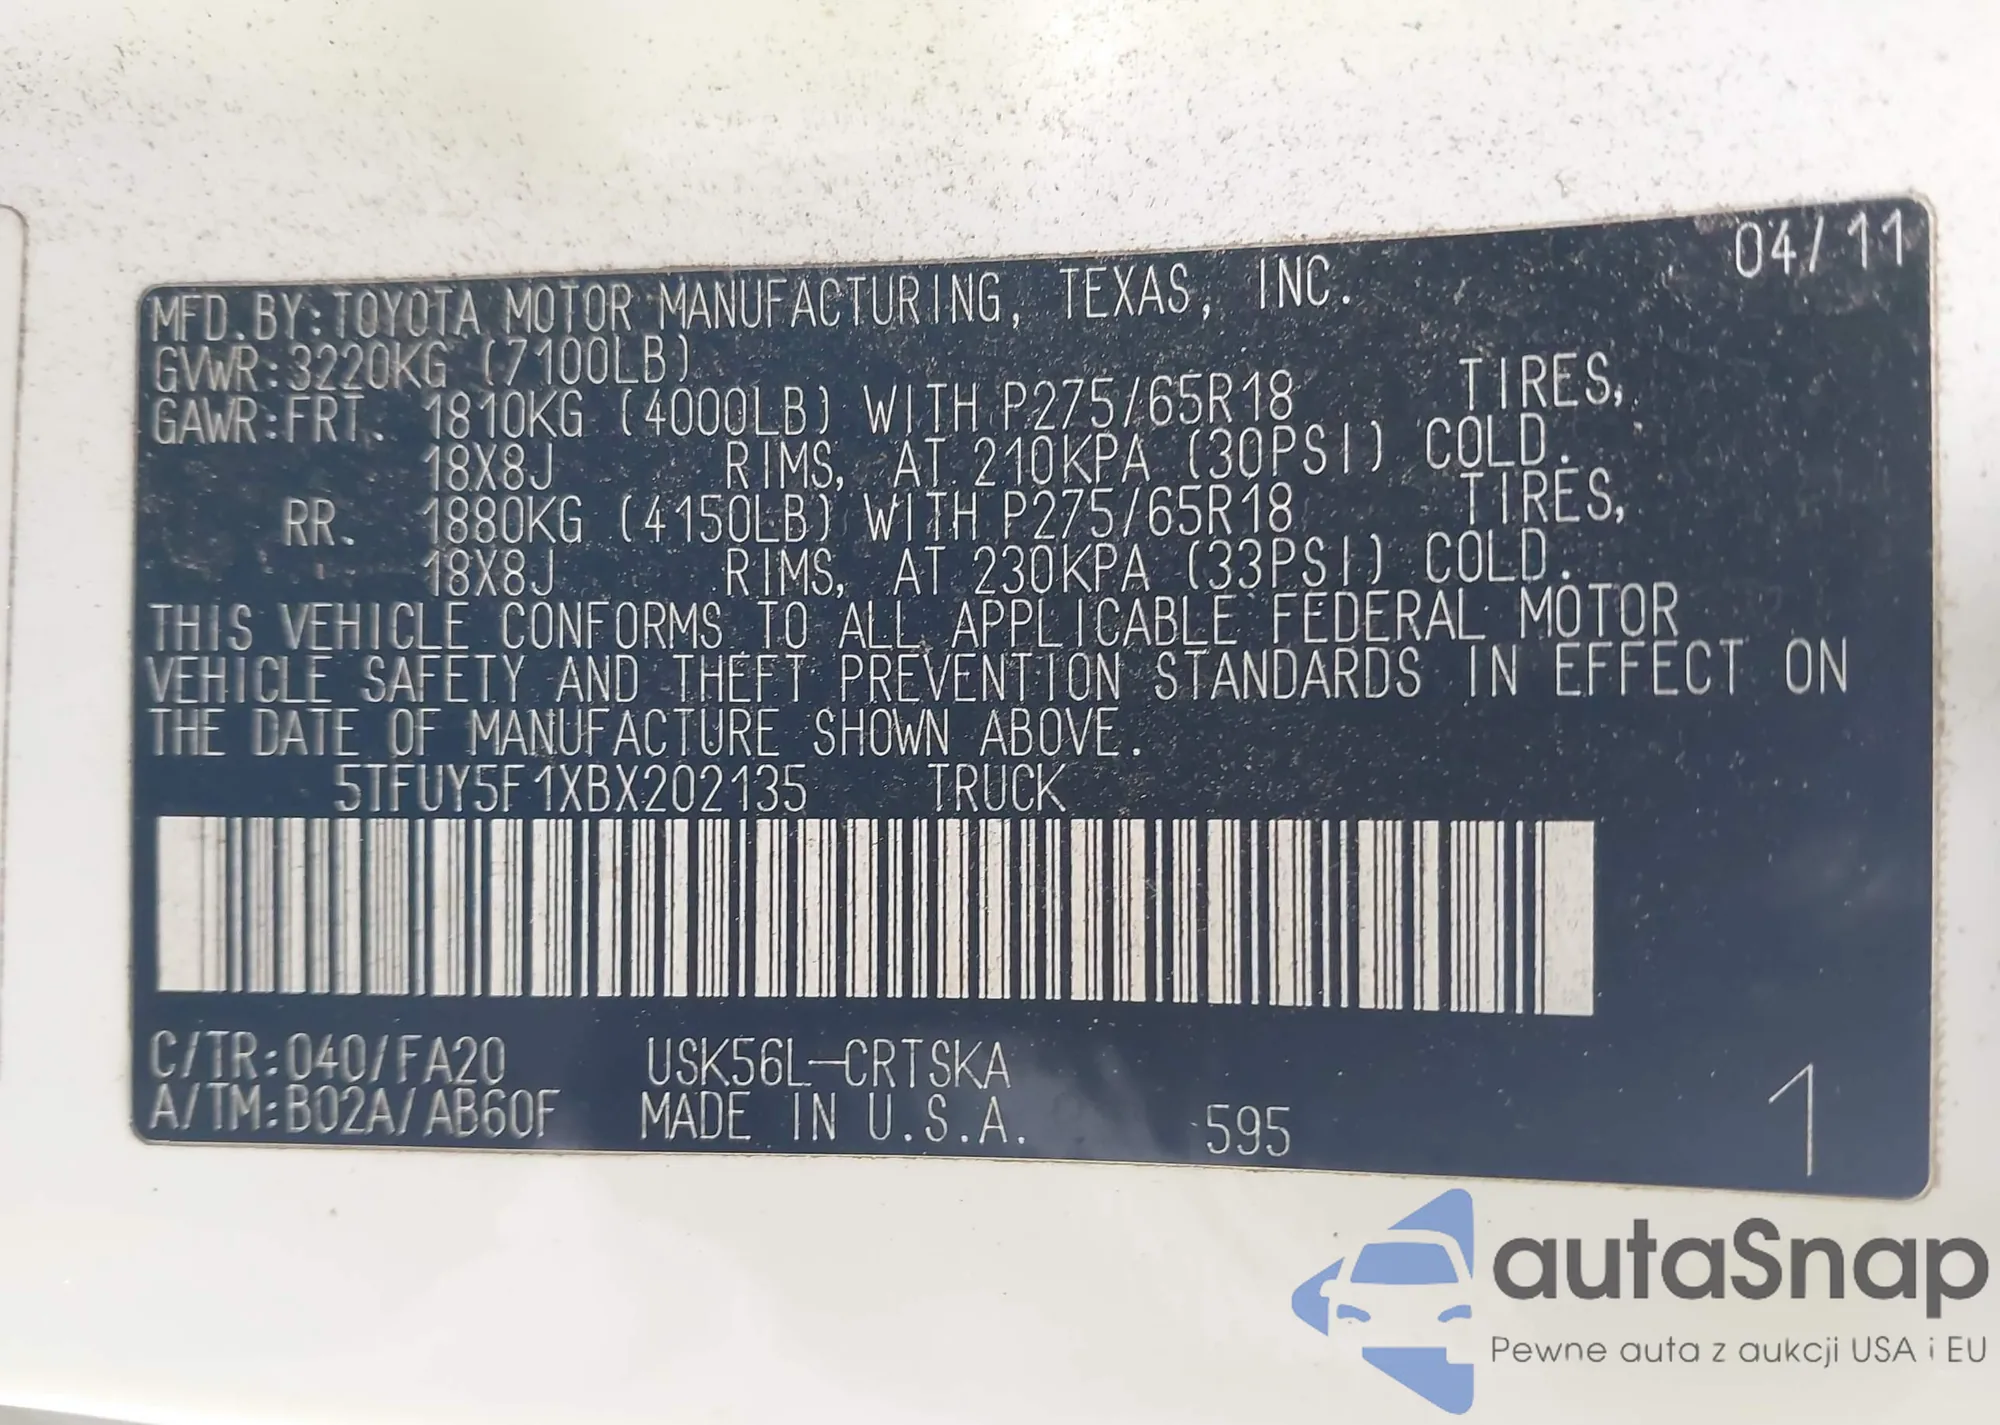 04/11
MFD.BY:TOYOTA MOTOR MANUFACTURING, TEXAS, INC.
GVWR:3220KG (7100LB)
GAWR:FRT. 1810KG (4000LB) WITH P275/65R18 TIRES,
18X8J RIMS, AT 210KPA (30PSI) COLD.
RR. 1880KG (4150LB) WITH P275/65R18 TIRES,
18X8J RIMS, AT 230KPA (33PSI) COLD.
THIS VEHICLE CONFORMS TO ALL APPLICABLE FEDERAL MOTOR
VEHICLE SAFETY AND THEFT PREVENTION STANDARDS IN EFFECT ON
THE DATE OF MANUFACTURE SHOWN ABOVE.
5TFUY5F1XBX202135 TRUCK
C/TR:040/FA20 USK56L-CRTSKA
A/TM:B02A/AB60F MADE IN U.S.A. 595 1
autaSnap
Pewne auta z aukcji USA i EU